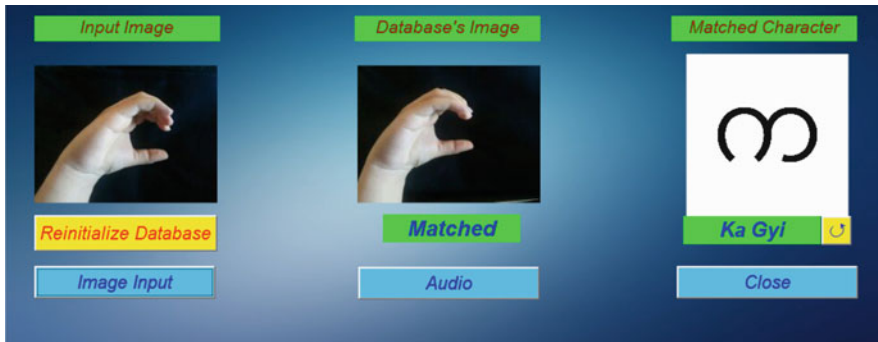 Input Image
Database's Image
Matched Character
က
Reinitialize Database
Matched
Ka Gyi
Image Input
Audio
Close